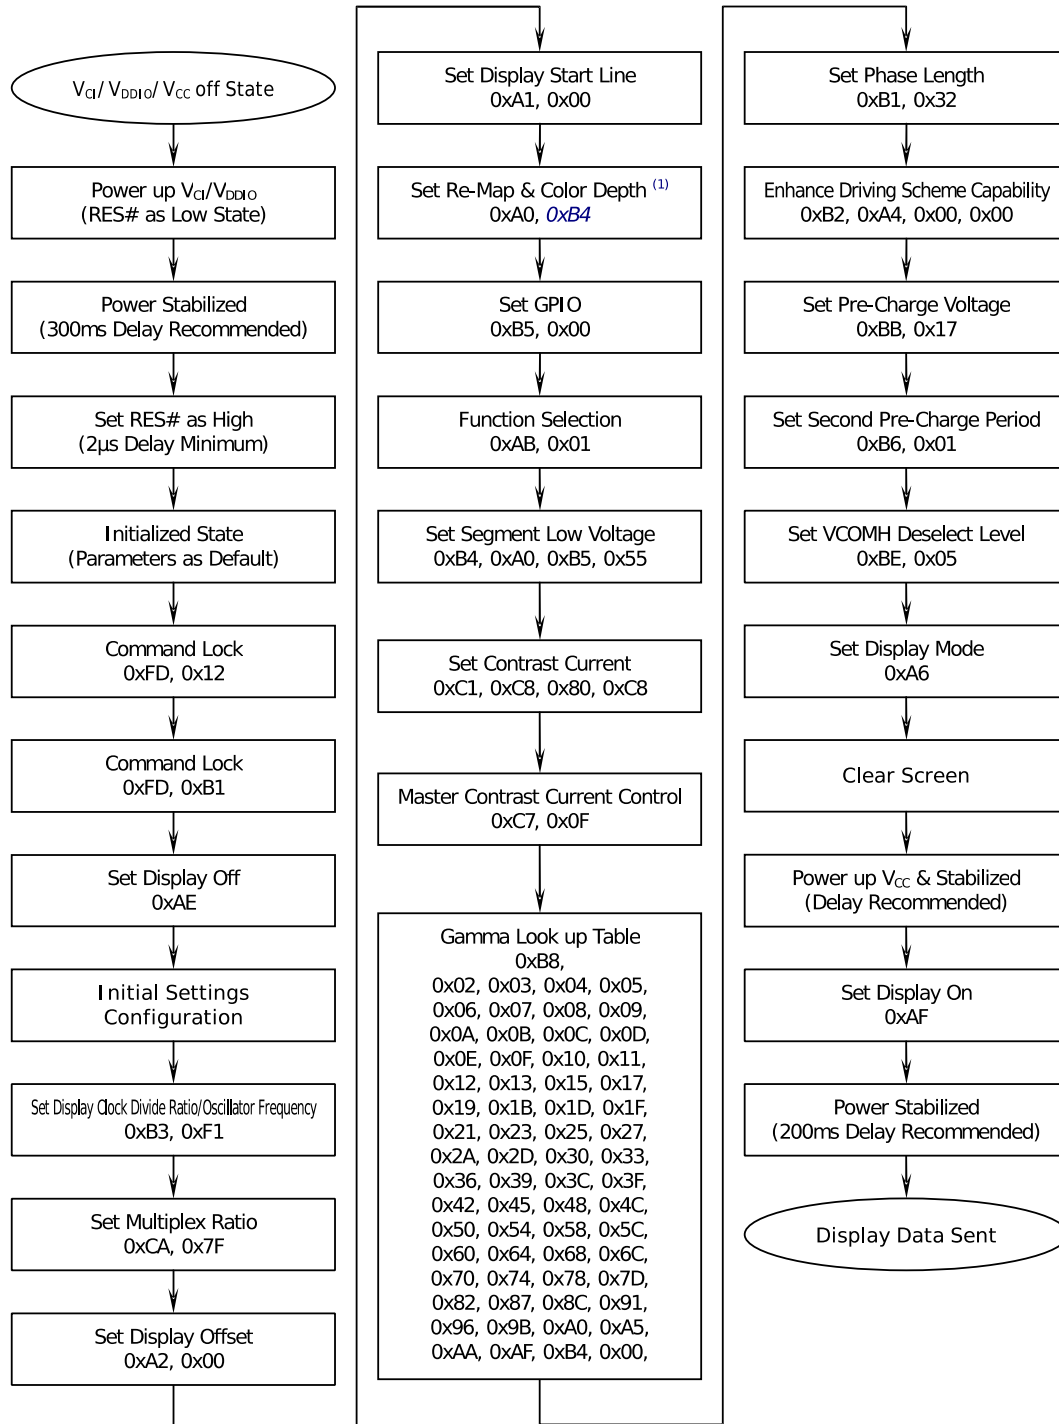 V_CI/ V_DDIO/ V_CC off State
Power up V_CI/V_DDIO
(RES# as Low State)
Power Stabilized
(300ms Delay Recommended)
Set RES# as High
(2μs Delay Minimum)
Initialized State
(Parameters as Default)
Command Lock
0xFD, 0x12
Command Lock
0xFD, 0xB1
Set Display Off
0xAE
Initial Settings
Configuration
Set Display Clock Divide Ratio/Oscillator Frequency
0xB3, 0xF1
Set Multiplex Ratio
0xCA, 0x7F
Set Display Offset
0xA2, 0x00
Set Display Start Line
0xA1, 0x00
Set Re-Map & Color Depth (1)
0xA0, 0xB4
Set GPIO
0xB5, 0x00
Function Selection
0xAB, 0x01
Set Segment Low Voltage
0xB4, 0xA0, 0xB5, 0x55
Set Contrast Current
0xC1, 0xC8, 0x80, 0xC8
Master Contrast Current Control
0xC7, 0x0F
Gamma Look up Table
0xB8,
0x02, 0x03, 0x04, 0x05,
0x06, 0x07, 0x08, 0x09,
0x0A, 0x0B, 0x0C, 0x0D,
0x0E, 0x0F, 0x10, 0x11,
0x12, 0x13, 0x15, 0x17,
0x19, 0x1B, 0x1D, 0x1F,
0x21, 0x23, 0x25, 0x27,
0x2A, 0x2D, 0x30, 0x33,
0x36, 0x39, 0x3C, 0x3F,
0x42, 0x45, 0x48, 0x4C,
0x50, 0x54, 0x58, 0x5C,
0x60, 0x64, 0x68, 0x6C,
0x70, 0x74, 0x78, 0x7D,
0x82, 0x87, 0x8C, 0x91,
0x96, 0x9B, 0xA0, 0xA5,
0xAA, 0xAF, 0xB4, 0x00,
Set Phase Length
0xB1, 0x32
Enhance Driving Scheme Capability
0xB2, 0xA4, 0x00, 0x00
Set Pre-Charge Voltage
0xBB, 0x17
Set Second Pre-Charge Period
0xB6, 0x01
Set VCOMH Deselect Level
0xBE, 0x05
Set Display Mode
0xA6
Clear Screen
Power up V_CC & Stabilized
(Delay Recommended)
Set Display On
0xAF
Power Stabilized
(200ms Delay Recommended)
Display Data Sent